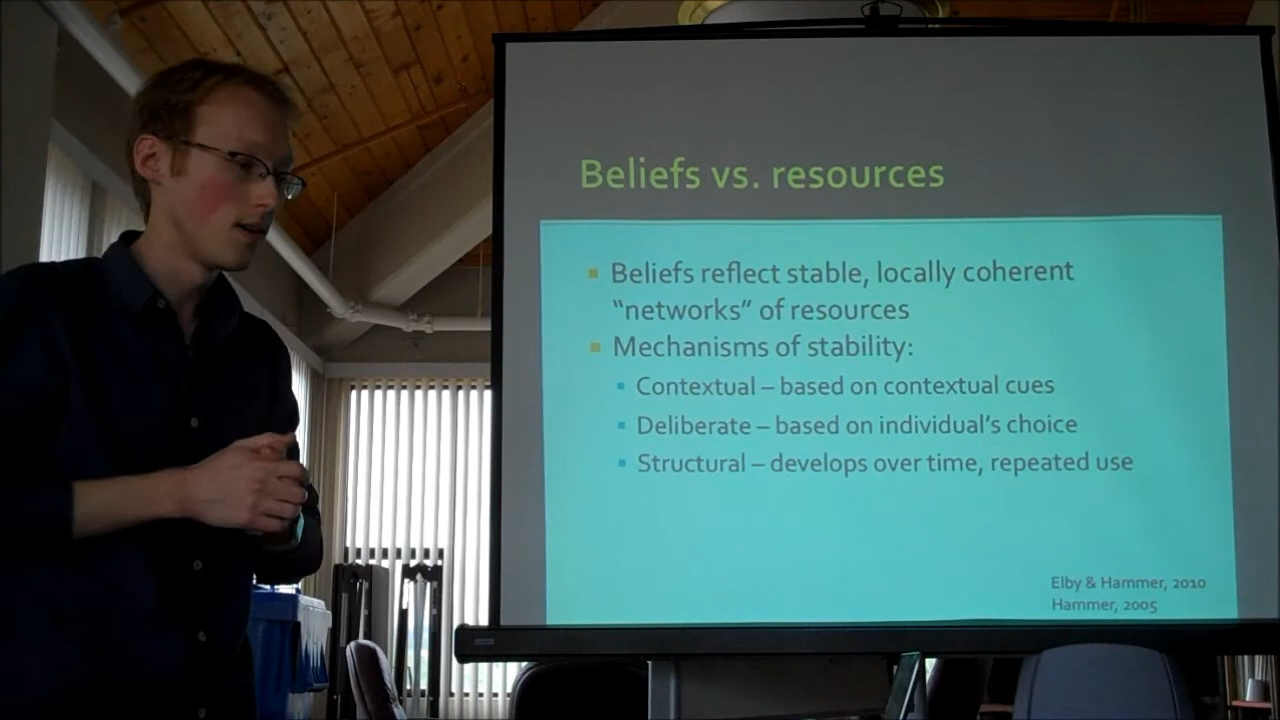 Beliefs vs. resources
Beliefs reflect stable, locally coherent
“networks” of resources
Mechanisms of stability:
Contextual – based on contextual cues
Deliberate – based on individual’s choice
Structural – develops over time, repeated use
Elby & Hammer, 2010
Hammer, 2005